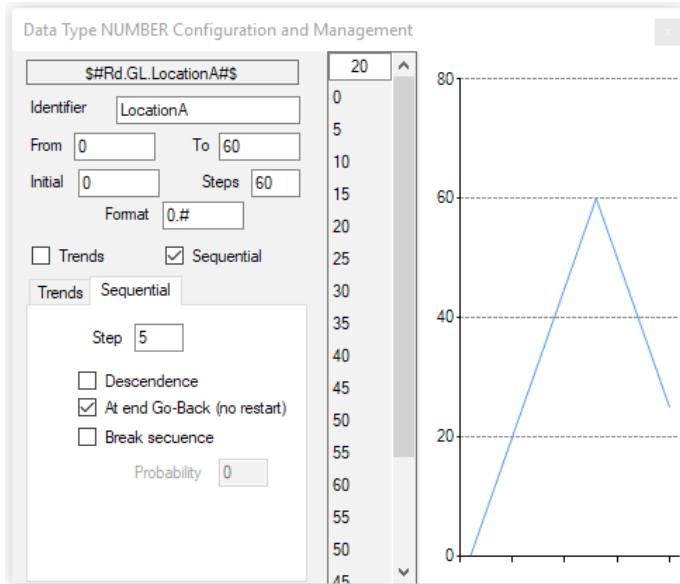 Data Type NUMBER Configuration and Management
x
$#Rd.GL.LocationA#$
Identifier LocationA
From 0 To 60
Initial 0 Steps 60
Format 0.#
Trends Sequential
Trends Sequential
Step 5
Descendence
At end Go-Back (no restart)
Break secuence
Probability 0
20
0
5
10
15
20
25
30
35
40
45
50
55
60
55
50
45
80
60
40
20
0